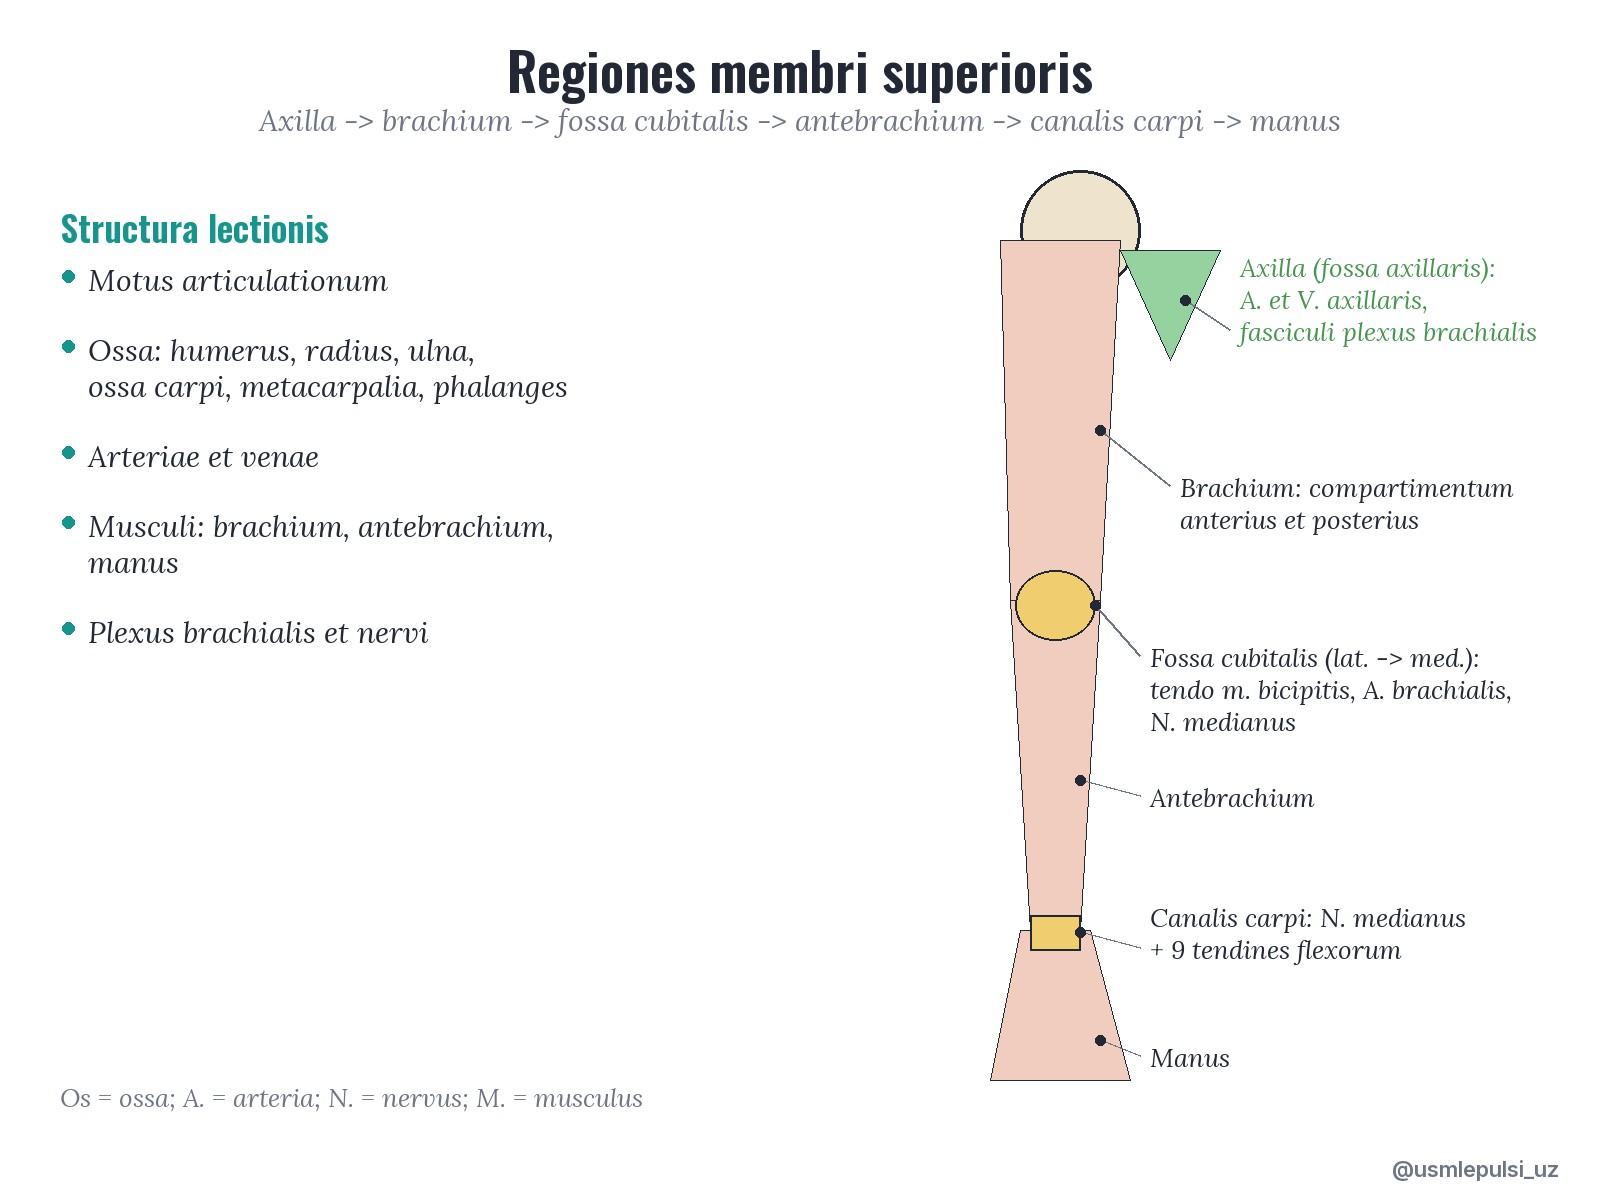 Regiones membri superioris
Axilla -> brachium -> fossa cubitalis -> antebrachium -> canalis carpi -> manus
Structura lectionis
Motus articulationum
Ossa: humerus, radius, ulna,
ossa carpi, metacarpalia, phalanges
Arteriae et venae
Musculi: brachium, antebrachium,
manus
Plexus brachialis et nervi
Axilla (fossa axillaris):
A. et V. axillaris,
fasciculi plexus brachialis
Brachium: compartimentum
anterius et posterius
Fossa cubitalis (lat. -> med.):
tendo m. bicipitis, A. brachialis,
N. medianus
Antebrachium
Canalis carpi: N. medianus
+ 9 tendines flexorum
Manus
Os = ossa; A. = arteria; N. = nervus; M. = musculus
@usmlepulsi_uz